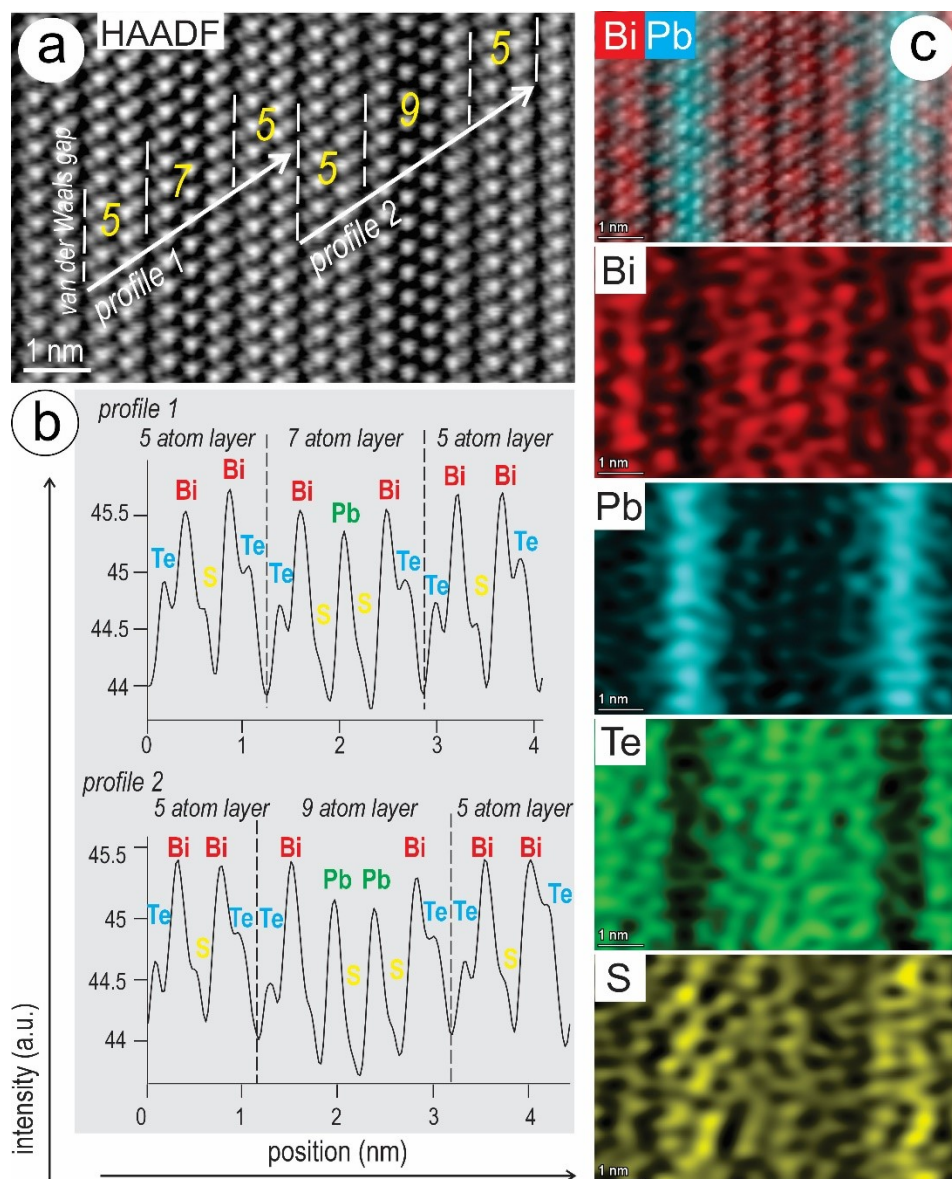 a
HAADF
5
9
5
7
5
5
van der Waals gap
profile 1
profile 2
1 nm
b
profile 1
5 atom layer
7 atom layer
5 atom layer
Bi
Bi
Bi
Bi
Bi
Bi
Pb
Te
Te
Te
Te
Te
Te
S
S
S
S
45.5
45
44.5
44
0
1
2
3
4
profile 2
5 atom layer
9 atom layer
5 atom layer
Bi
Bi
Bi
Bi
Bi
Bi
Pb
Pb
Te
Te
Te
Te
Te
Te
S
S
S
S
45.5
45
44.5
44
0
1
2
3
4
intensity (a.u.)
position (nm)
Bi Pb
c
1 nm
Bi
1 nm
Pb
1 nm
Te
1 nm
S
1 nm